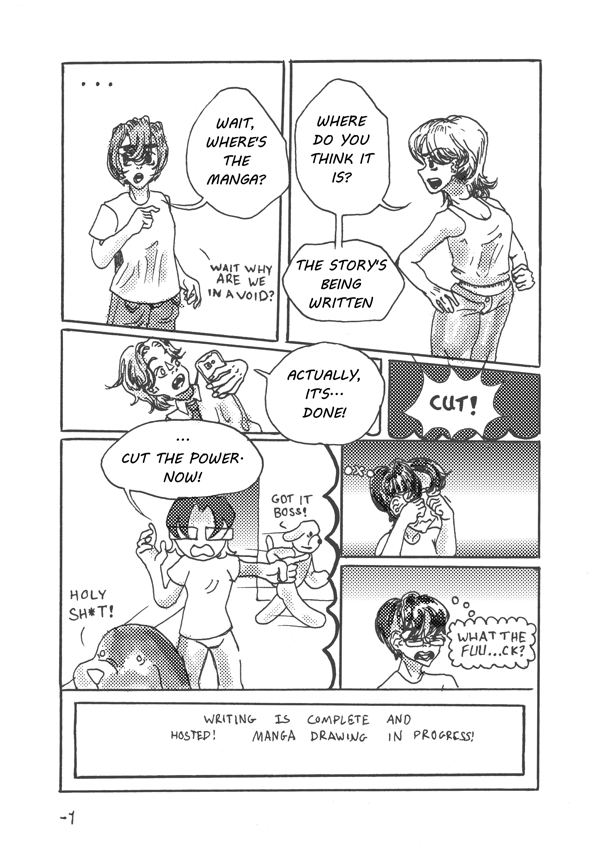 ...
WAIT,
WHERE'S
THE
MANGA?
WAIT WHY
ARE WE
IN A VOID?
WHERE
DO YOU
THINK IT
IS?
THE STORY'S
BEING
WRITTEN
ACTUALLY,
IT'S...
DONE!
CUT!
...
CUT THE POWER.
NOW!
GOT IT
BOSS!
HOLY
SH*T!
WHAT THE
FUU...CK?
WRITING IS COMPLETE AND
HOSTED! MANGA DRAWING IN PROGRESS!
-1